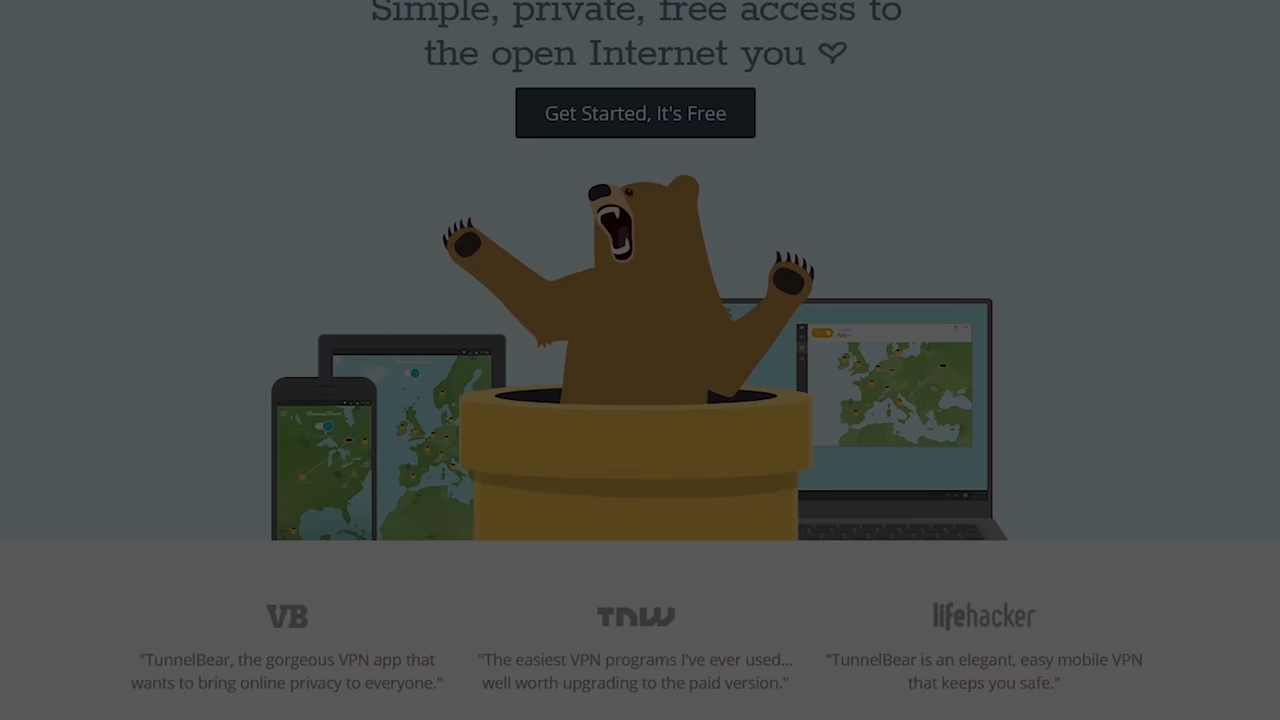 Simple, private, free access to
the open Internet you ♡
Get Started, It's Free
VB
TNW
lifehacker
"TunnelBear, the gorgeous VPN app that
wants to bring online privacy to everyone."
"The easiest VPN programs I've ever used...
well worth upgrading to the paid version."
"TunnelBear is an elegant, easy mobile VPN
that keeps you safe."